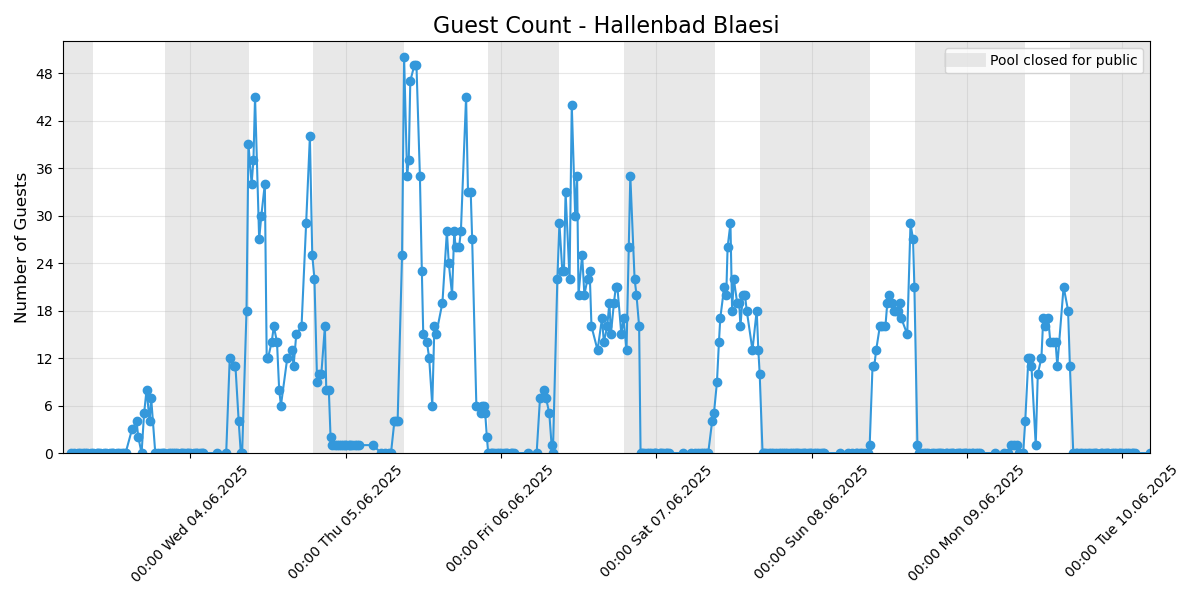 Guest Count - Hallenbad Blaesi
Pool closed for public
Number of Guests
48
42
36
30
24
18
12
6
0
00:00 Wed 04.06.2025
00:00 Thu 05.06.2025
00:00 Fri 06.06.2025
00:00 Sat 07.06.2025
00:00 Sun 08.06.2025
00:00 Mon 09.06.2025
00:00 Tue 10.06.2025